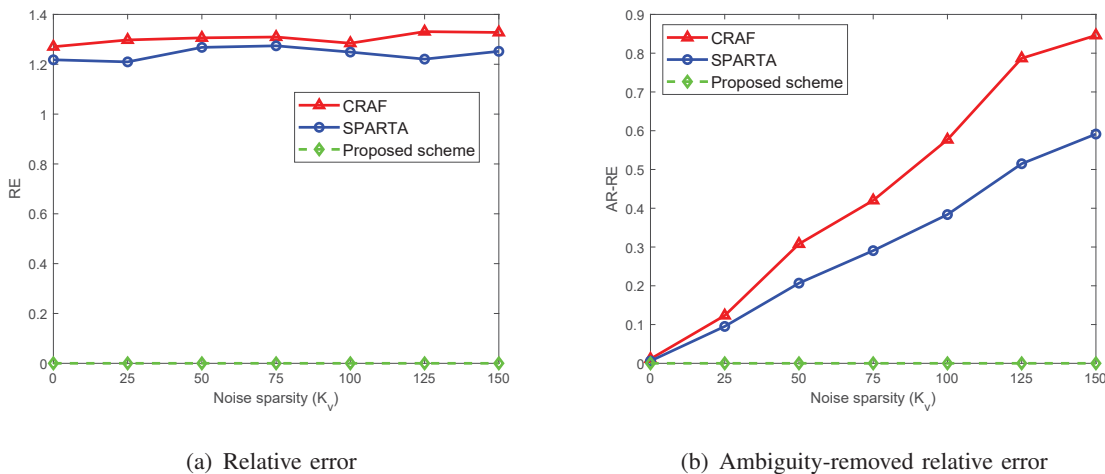 1.4
1.2
1
0.8
0.6
0.4
0.2
0
RE
CRAF
SPARTA
Proposed scheme
0 25 50 75 100 125 150
Noise sparsity (K_v)
(a) Relative error
0.9
0.8
0.7
0.6
0.5
0.4
0.3
0.2
0.1
0
AR-RE
CRAF
SPARTA
Proposed scheme
0 25 50 75 100 125 150
Noise sparsity (K_v)
(b) Ambiguity-removed relative error